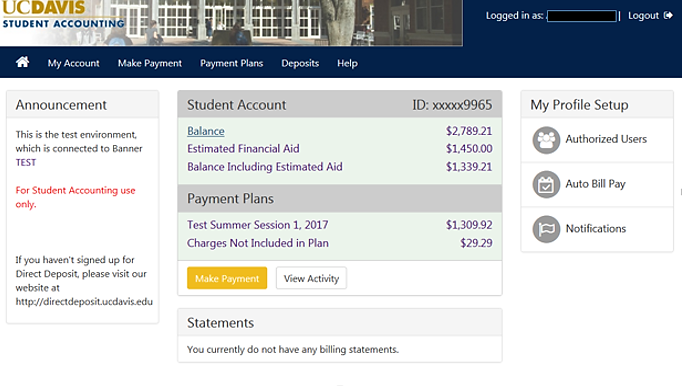 UCDAVIS
STUDENT ACCOUNTING
Logged in as: | Logout
My Account Make Payment Payment Plans Deposits Help
Announcement
This is the test environment,
which is connected to Banner
TEST
For Student Accounting use
only.
If you haven't signed up for
Direct Deposit, please visit our
website at
http://directdeposit.ucdavis.edu
Student Account ID: xxxxx9965
Balance $2,789.21
Estimated Financial Aid $1,450.00
Balance Including Estimated Aid $1,339.21
Payment Plans
Test Summer Session 1, 2017 $1,309.92
Charges Not Included in Plan $29.29
Make Payment View Activity
Statements
You currently do not have any billing statements.
My Profile Setup
Authorized Users
Auto Bill Pay
Notifications